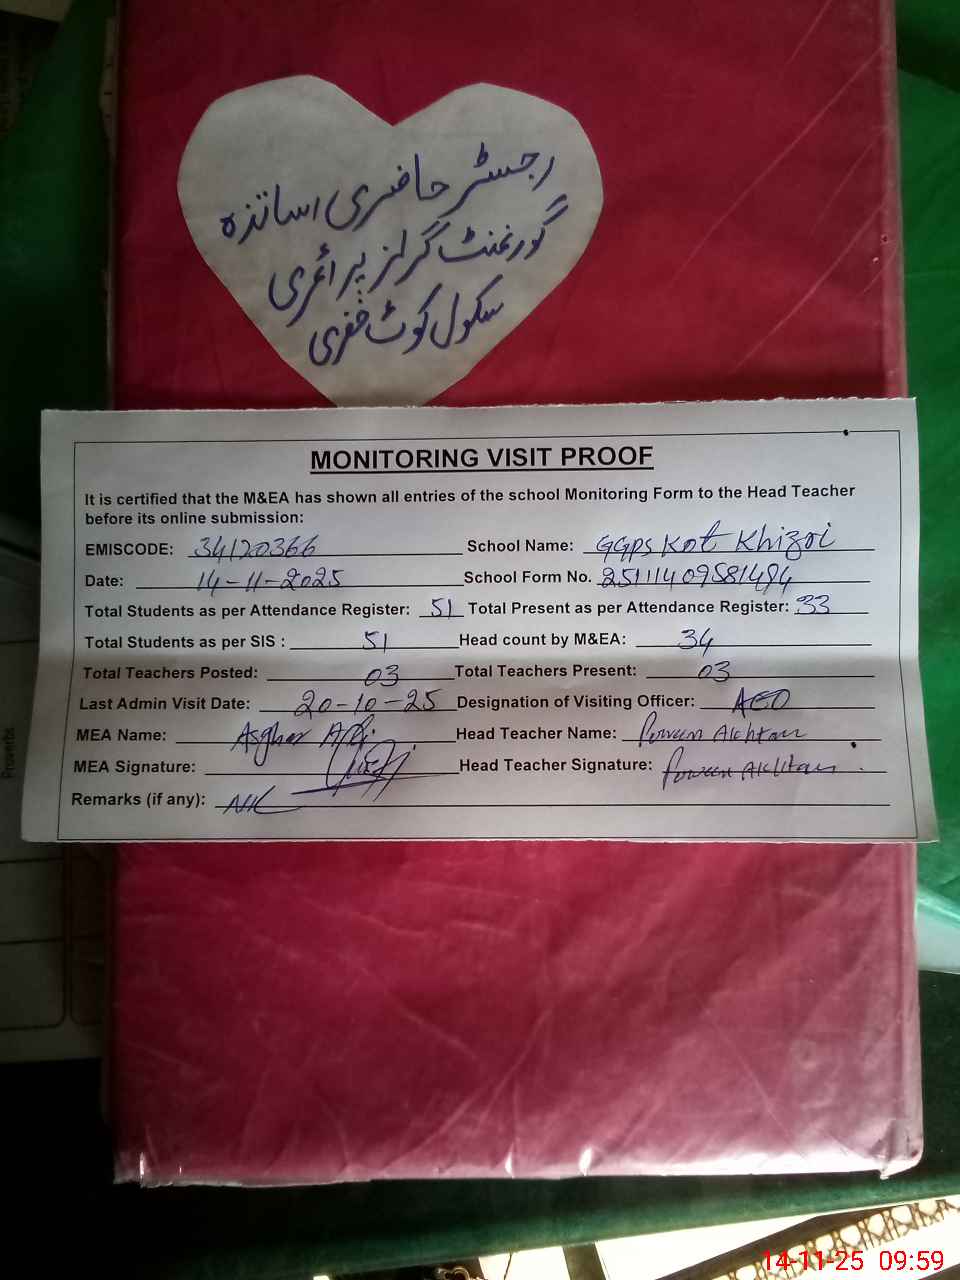 رجسٹر حاضری اساتذہ
گورنمنٹ گرلز پرائمری
سکول کوٹ خضری
MONITORING VISIT PROOF
It is certified that the M&EA has shown all entries of the school Monitoring Form to the Head Teacher
before its online submission:
EMISCODE: 34120366 School Name: GGPS Kot Khizri
Date: 14-11-2025 School Form No. 25111409581494
Total Students as per Attendance Register: 51 Total Present as per Attendance Register: 33
Total Students as per SIS : 51 Head count by M&EA: 34
Total Teachers Posted: 03 Total Teachers Present: 03
Last Admin Visit Date: 20-10-25 Designation of Visiting Officer: AEO
MEA Name: Asghar Ali Head Teacher Name: Perveen Akhtar
MEA Signature: Head Teacher Signature: Perveen Akhtar
Remarks (if any): Nil
Proverbs
14-11-25 09:59